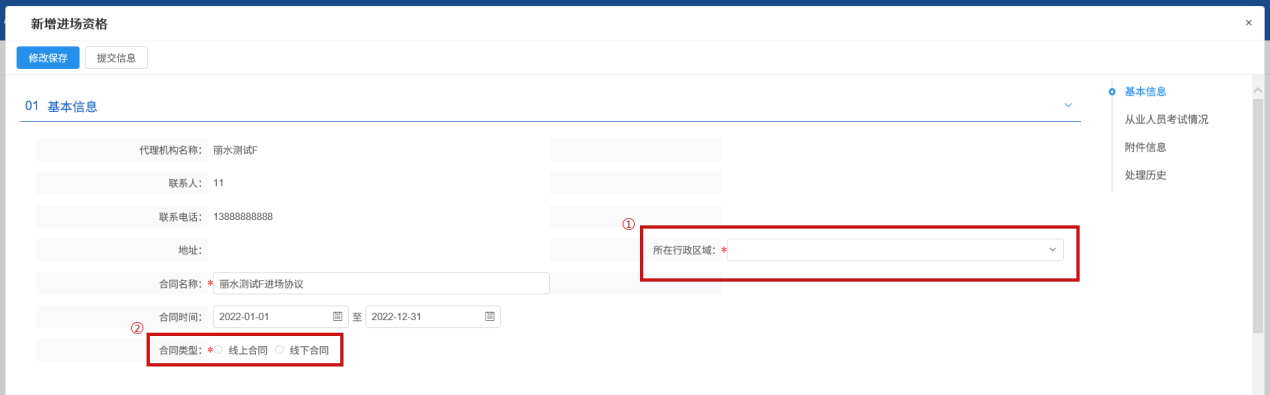 新增进场资格
×
修改保存 提交信息
01 基本信息
基本信息
从业人员考试情况
附件信息
处理历史
代理机构名称： 丽水测试F
联系人： 11
联系电话： 13888888888
①
地址： 所在行政区域：*
合同名称：* 丽水测试F进场协议
合同时间： 2022-01-01 至 2022-12-31
②
合同类型：* 线上合同 线下合同